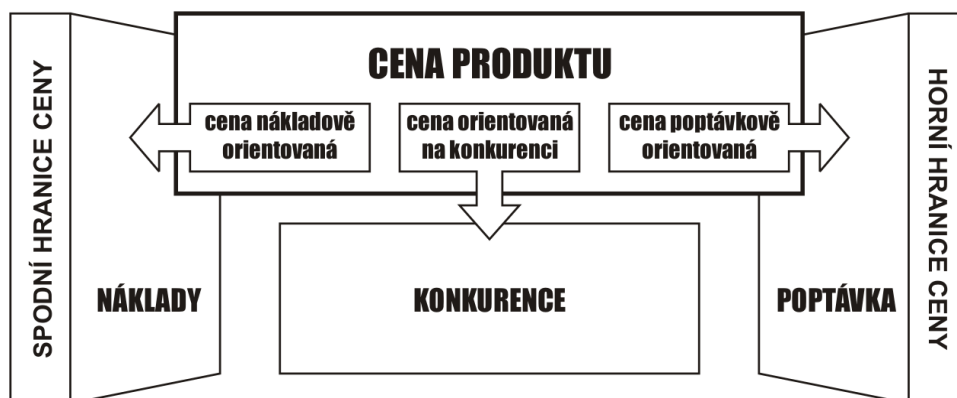 SPODNÍ HRANICE CENY
CENA PRODUKTU
cena nákladově
orientovaná
cena orientovaná
na konkurenci
cena poptávkově
orientovaná
NÁKLADY
KONKURENCE
POPTÁVKA
HORNÍ HRANICE CENY